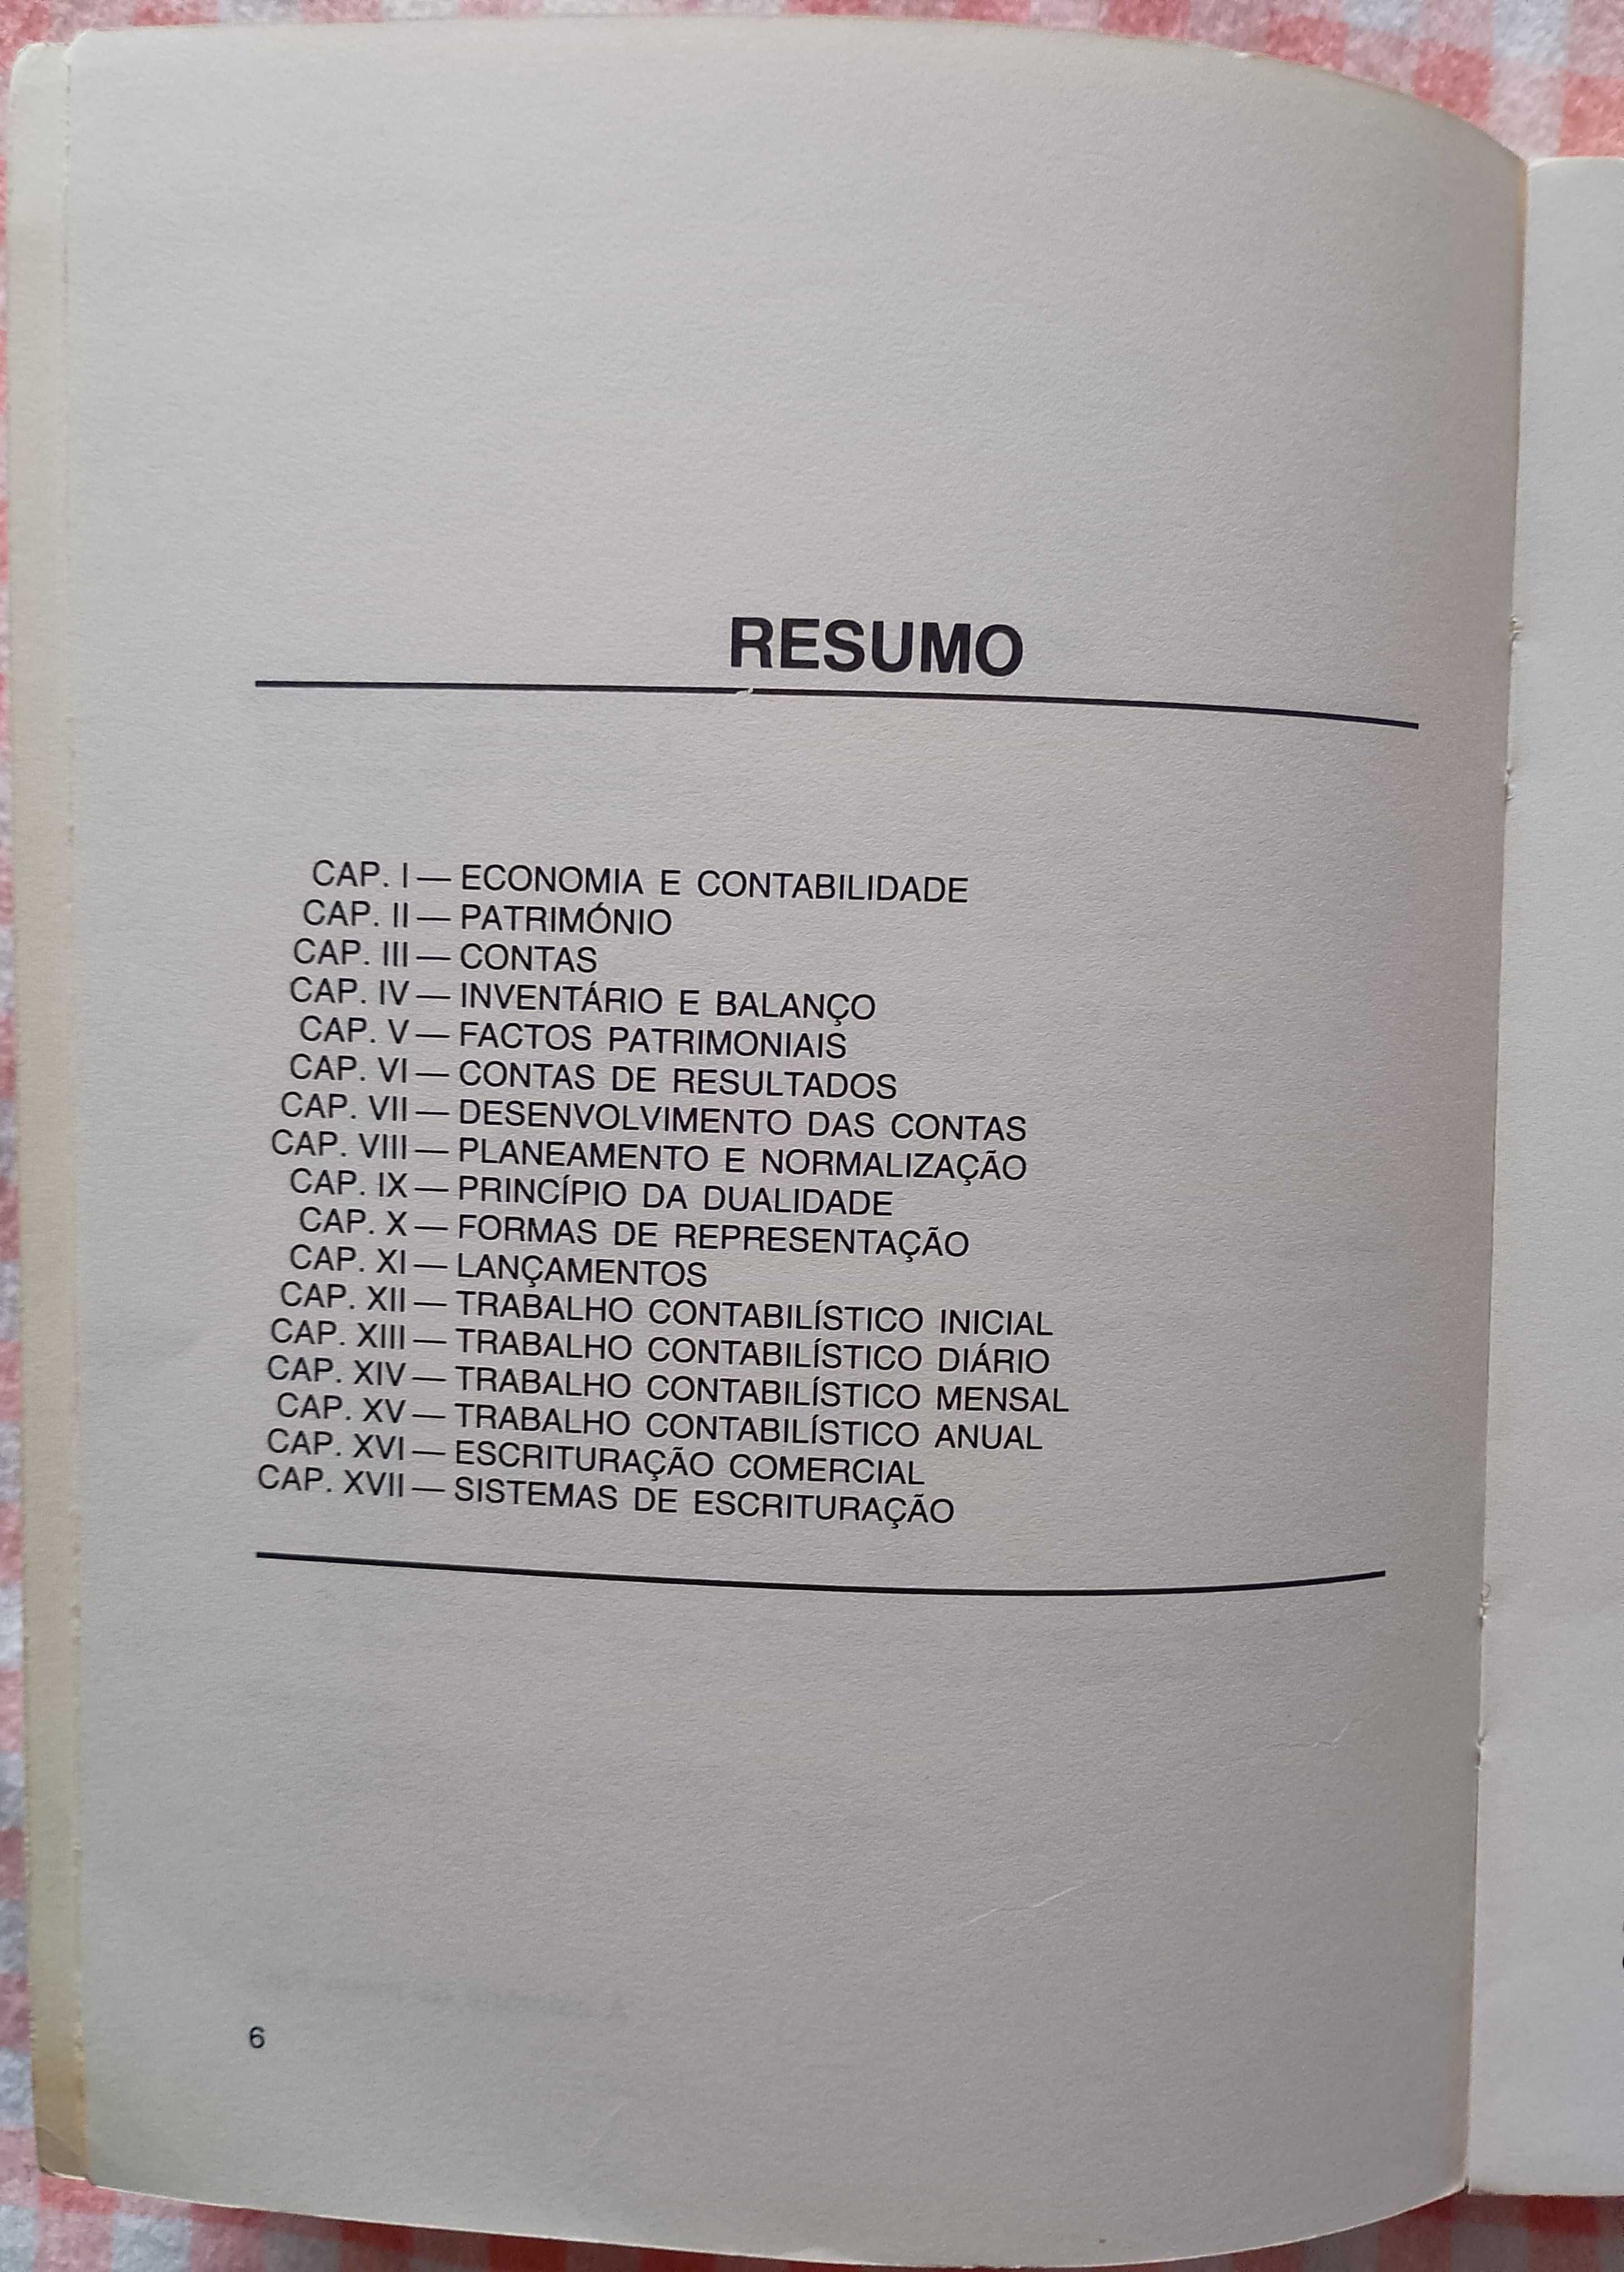 RESUMO
CAP. I — ECONOMIA E CONTABILIDADE
CAP. II — PATRIMÓNIO
CAP. III — CONTAS
CAP. IV — INVENTÁRIO E BALANÇO
CAP. V — FACTOS PATRIMONIAIS
CAP. VI — CONTAS DE RESULTADOS
CAP. VII — DESENVOLVIMENTO DAS CONTAS
CAP. VIII — PLANEAMENTO E NORMALIZAÇÃO
CAP. IX — PRINCÍPIO DA DUALIDADE
CAP. X — FORMAS DE REPRESENTAÇÃO
CAP. XI — LANÇAMENTOS
CAP. XII — TRABALHO CONTABILÍSTICO INICIAL
CAP. XIII — TRABALHO CONTABILÍSTICO DIÁRIO
CAP. XIV — TRABALHO CONTABILÍSTICO MENSAL
CAP. XV — TRABALHO CONTABILÍSTICO ANUAL
CAP. XVI — ESCRITURAÇÃO COMERCIAL
CAP. XVII — SISTEMAS DE ESCRITURAÇÃO
6